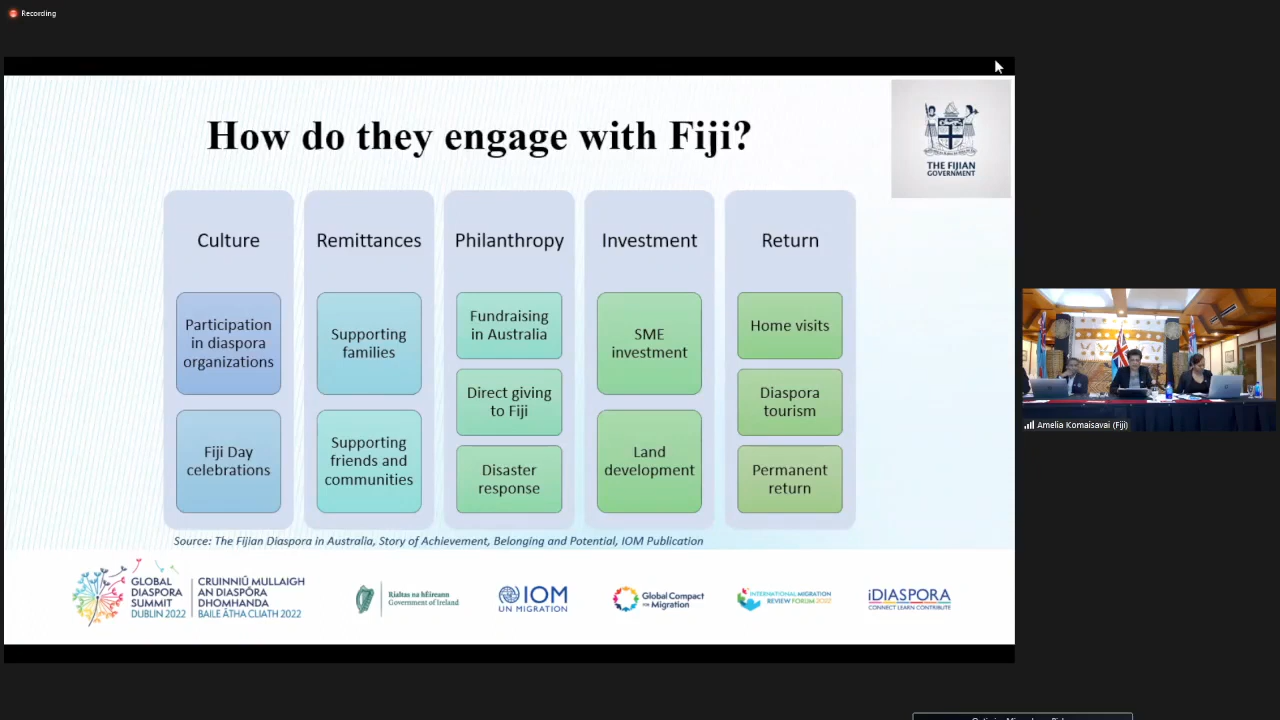 Recording
How do they engage with Fiji?
THE FIJIAN
GOVERNMENT
Culture
Participation
in diaspora
organizations
Fiji Day
celebrations
Remittances
Supporting
families
Supporting
friends and
communities
Philanthropy
Fundraising
in Australia
Direct giving
to Fiji
Disaster
response
Investment
SME
investment
Land
development
Return
Home visits
Diaspora
tourism
Permanent
return
Source: The Fijian Diaspora in Australia, Story of Achievement, Belonging and Potential, IOM Publication
Amelia Komaisavai (Fiji)
GLOBAL
DIASPORA
SUMMIT
DUBLIN 2022
CRUINNIÚ MULLAIGH
AN DIASPÓRA
DHOMHANDA
BAILE ÁTHA CLIATH 2022
Rialtas na hÉireann
Government of Ireland
IOM
UN MIGRATION
Global Compact
for Migration
INTERNATIONAL MIGRATION
REVIEW FORUM 2022
iDIASPORA
CONNECT LEARN CONTRIBUTE